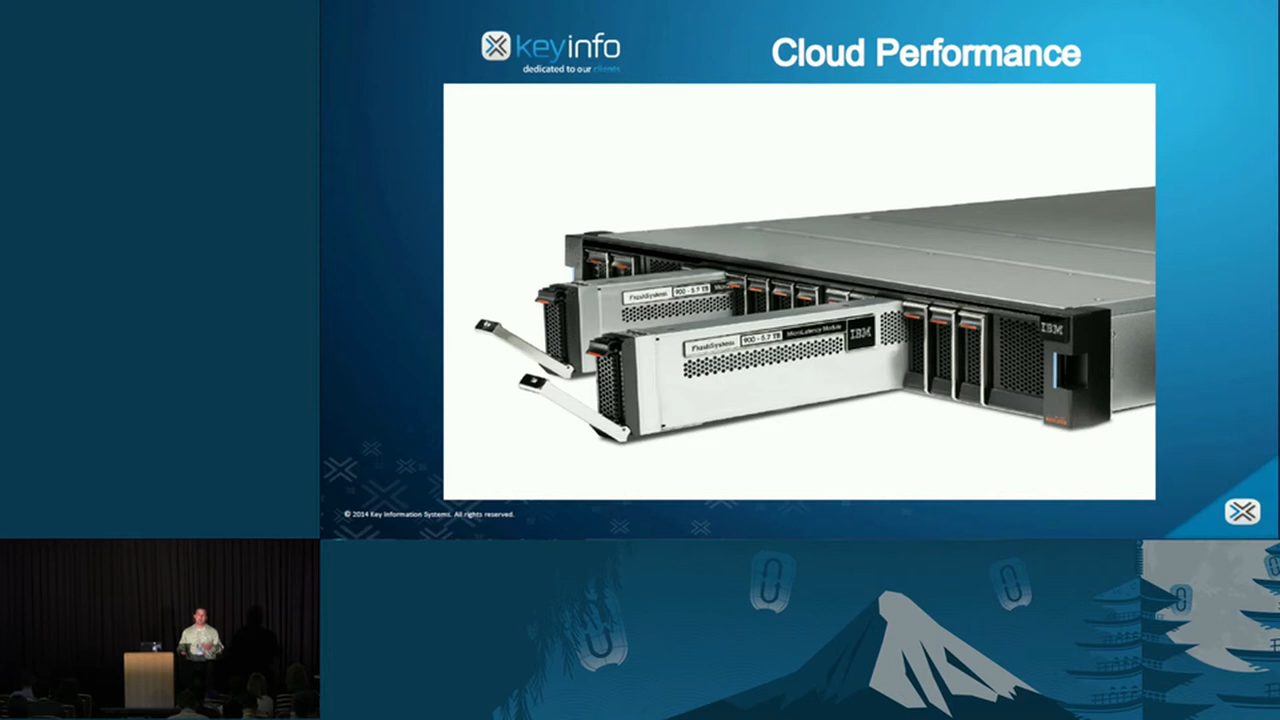 keyinfo
dedicated to our clients
Cloud Performance
FlashSystem 900 - 5.7 TB
FlashSystem 900 - 5.7 TB MicroLatency Module IBM
IBM
© 2014 Key Information Systems. All rights reserved.